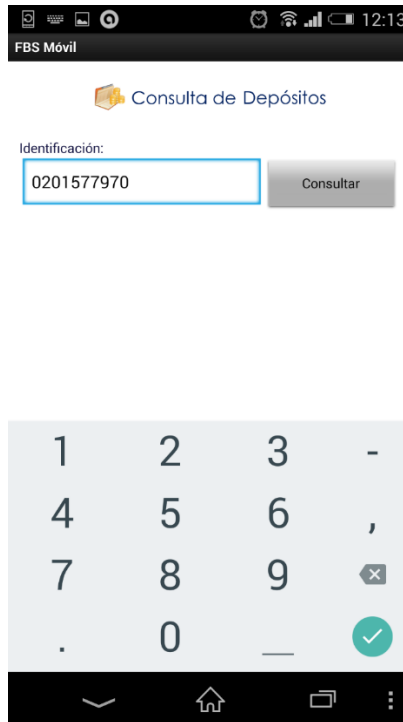 12:13
FBS Móvil
Consulta de Depósitos
Identificación:
0201577970 Consultar
1 2 3 -
4 5 6 ,
7 8 9
. 0 _